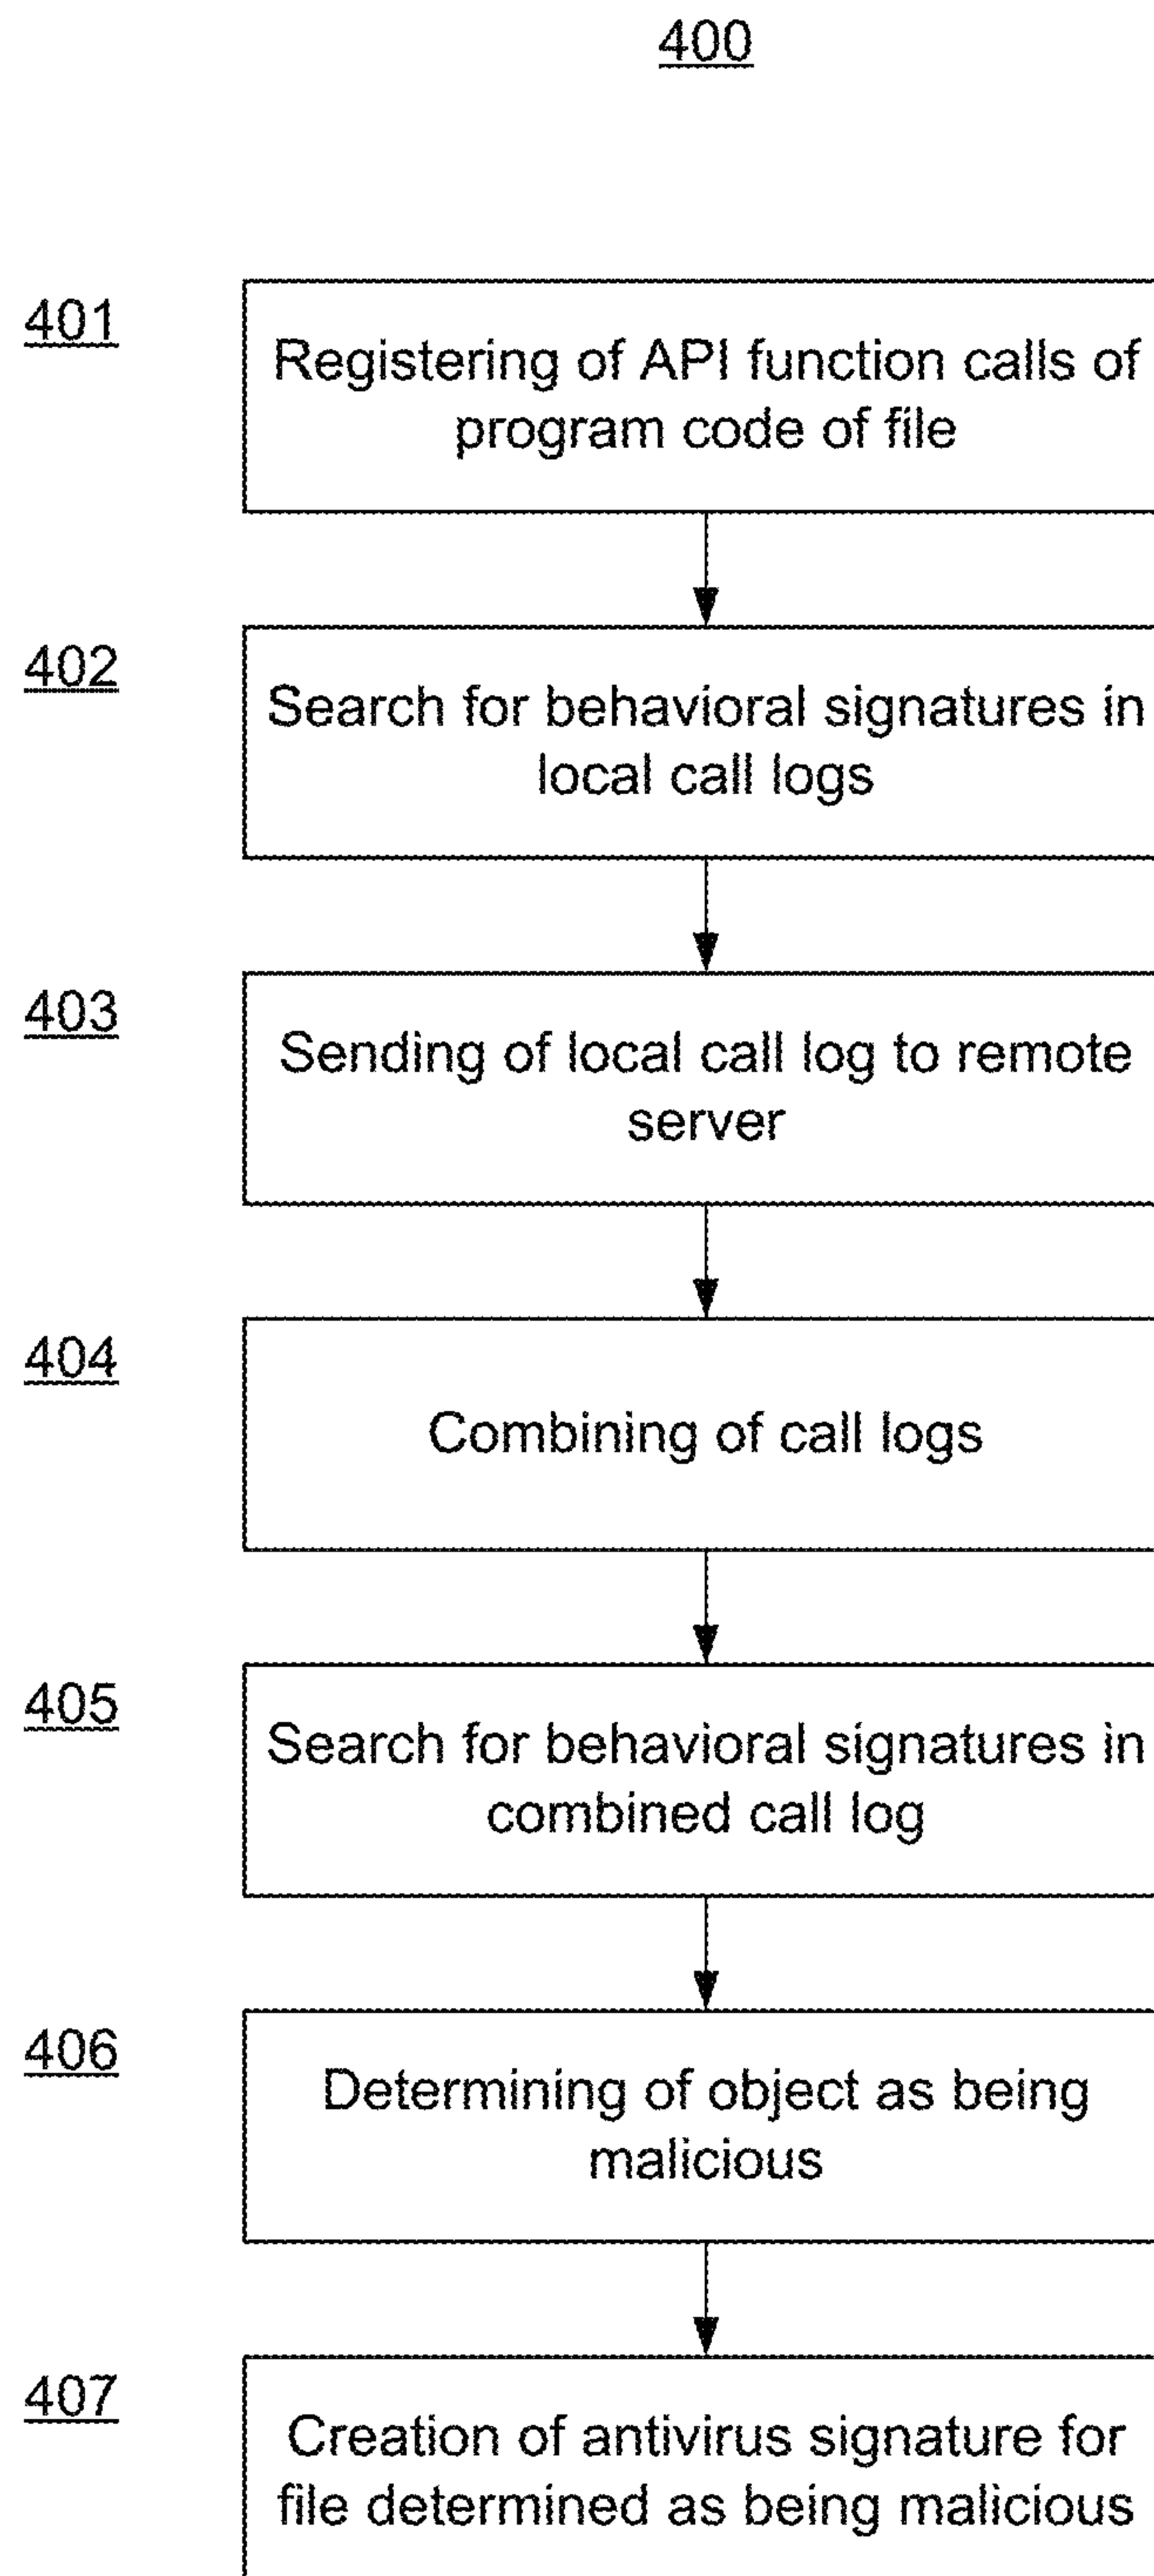 400
401
Registering of API function calls of
program code of file
402
Search for behavioral signatures in
local call logs
403
Sending of local call log to remote
server
404
Combining of call logs
405
Search for behavioral signatures in
combined call log
406
Determining of object as being
malicious
407
Creation of antivirus signature for
file determined as being malicious